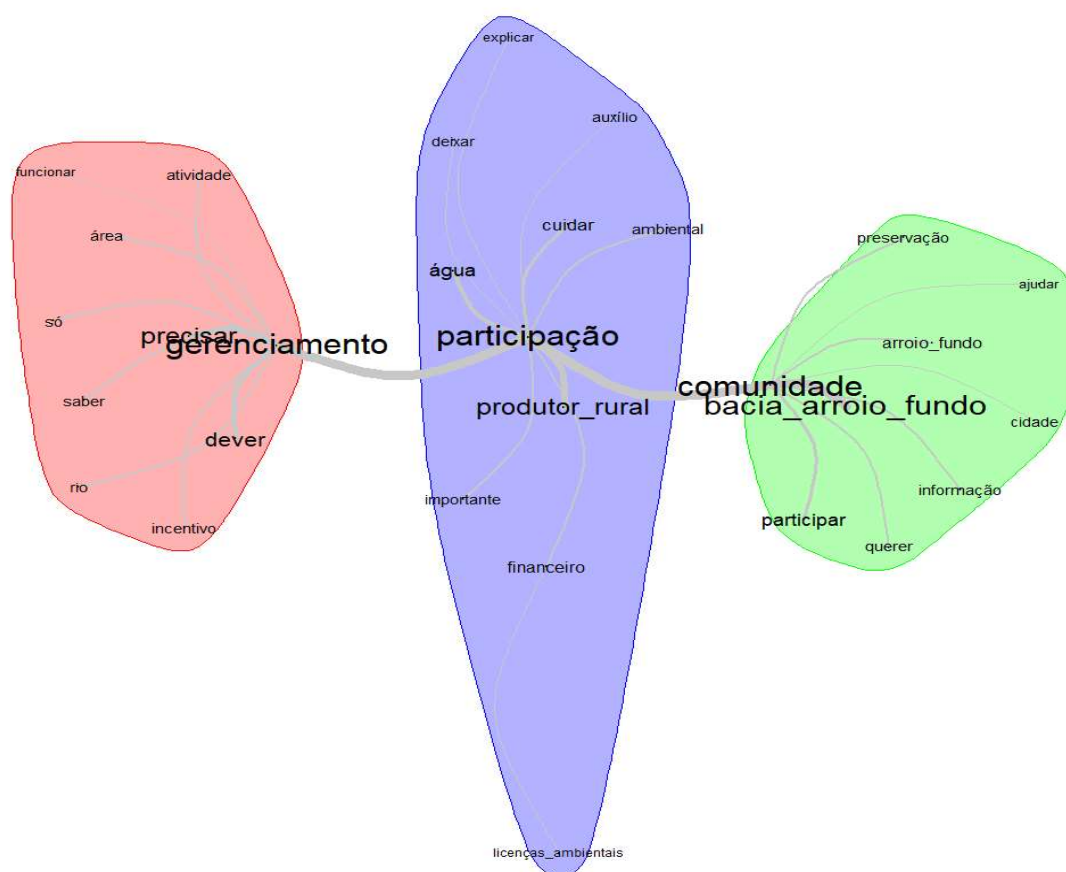 explicar
auxílio
deixar
cuidar
ambiental
água
participação
produtor_rural
importante
financeiro
licenças_ambientais
funcionar
atividade
área
só
precisar
gerenciamento
saber
dever
rio
incentivo
preservação
ajudar
arroio_fundo
comunidade
bacia_arroio_fundo
cidade
informação
participar
querer